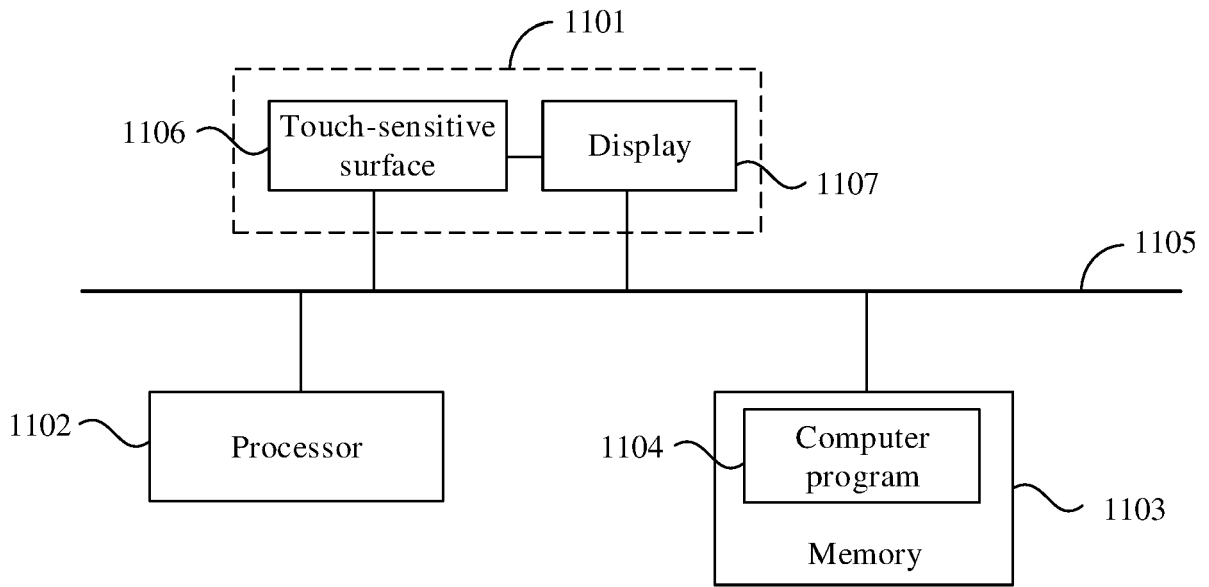 1101
1106
Touch-sensitive
surface
Display
1107
1105
1102
Processor
1104
Computer
program
1103
Memory